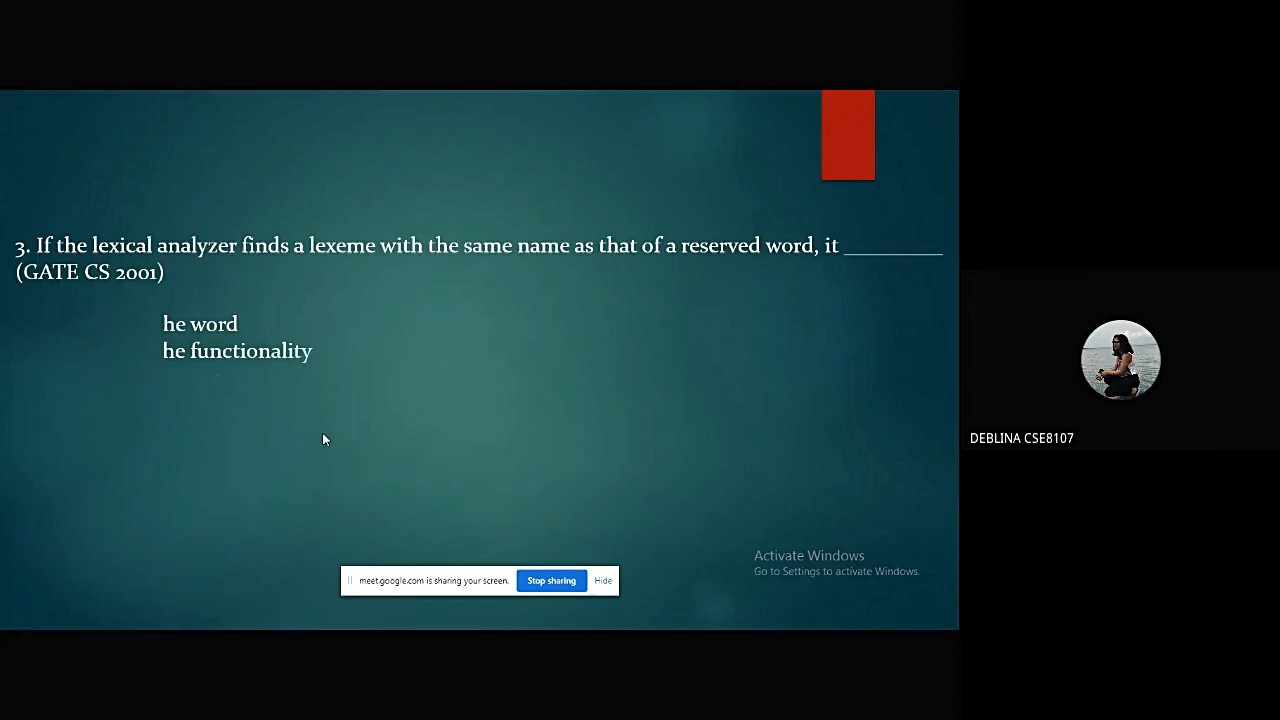 3. If the lexical analyzer finds a lexeme with the same name as that of a reserved word, it __________
(GATE CS 2001)
he word
he functionality
DEBLINA CSE8107
Activate Windows
Go to Settings to activate Windows.
meet.google.com is sharing your screen. Stop sharing Hide